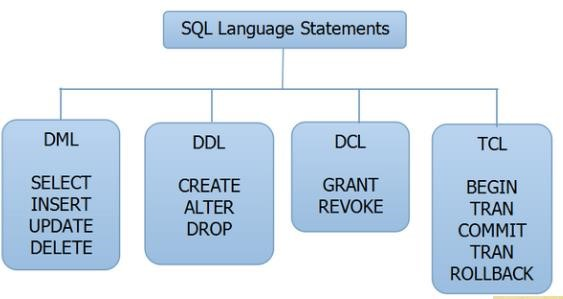 SQL Language Statements
DML
SELECT
INSERT
UPDATE
DELETE
DDL
CREATE
ALTER
DROP
DCL
GRANT
REVOKE
TCL
BEGIN
TRAN
COMMIT
TRAN
ROLLBACK